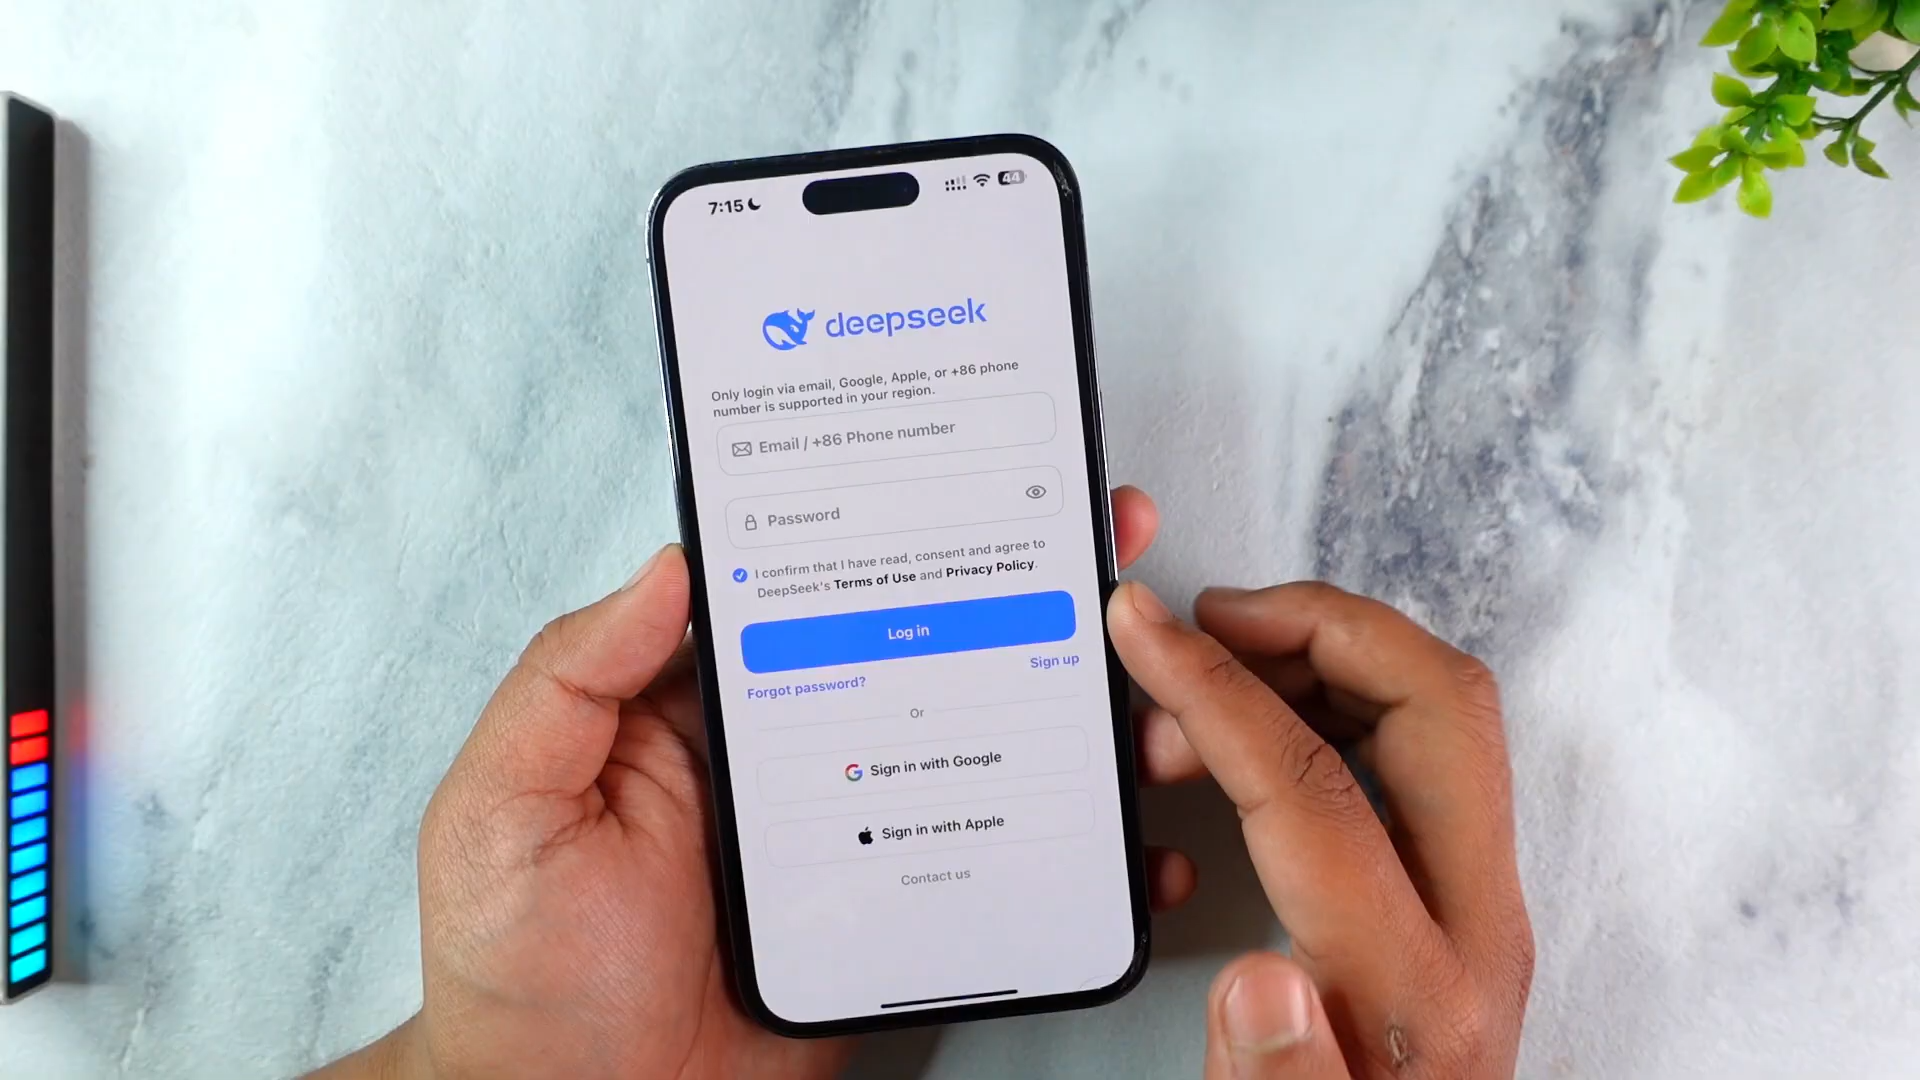 7:15
44
deepseek
Only login via email, Google, Apple, or +86 phone
number is supported in your region.
Email / +86 Phone number
Password
I confirm that I have read, consent and agree to
DeepSeek's Terms of Use and Privacy Policy.
Log in
Sign up
Forgot password?
Or
Sign in with Google
Sign in with Apple
Contact us